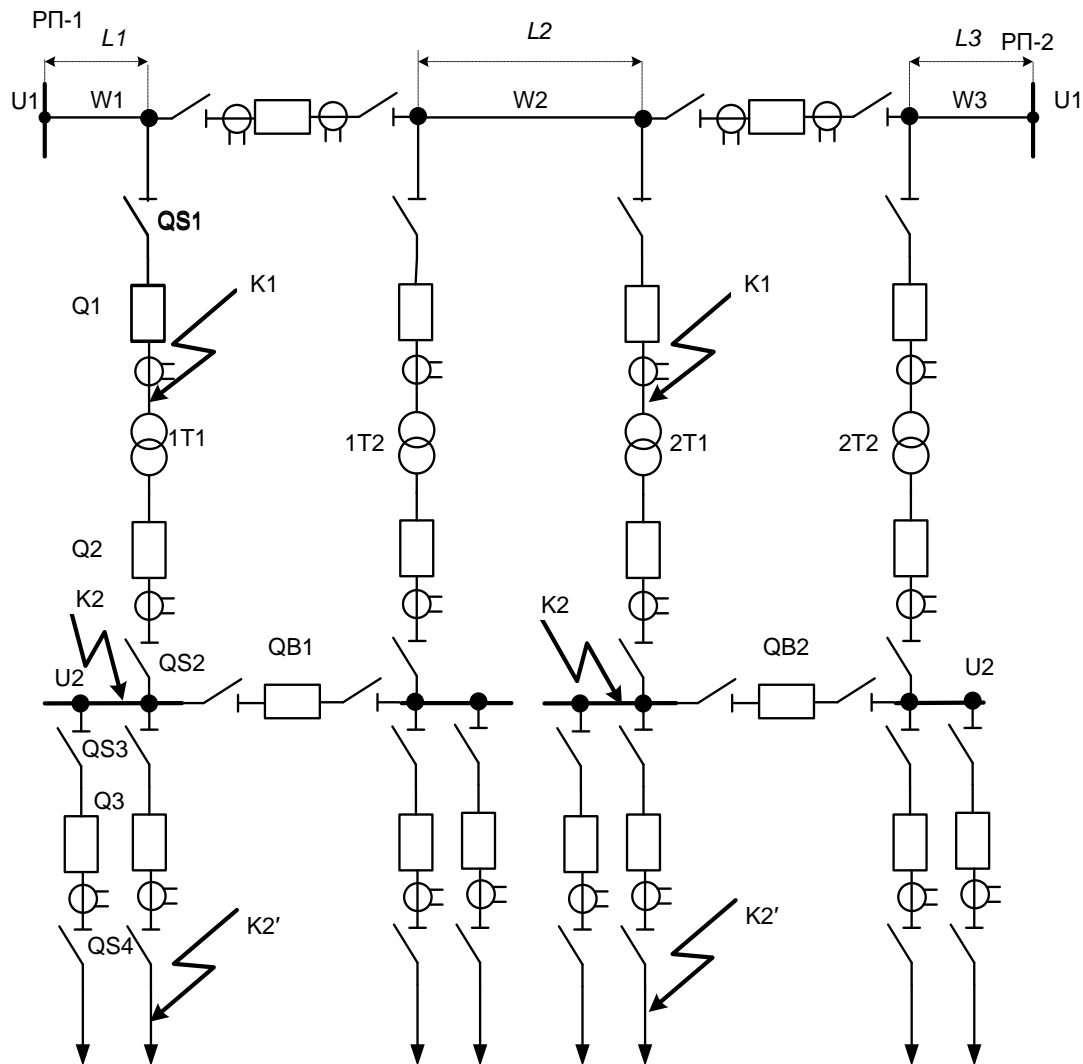 РП-1
L1
L2
L3
РП-2
U1
W1
W2
W3
U1
QS1
K1
K1
Q1
1T1
1T2
2T1
2T2
Q2
K2
K2
QB1
QB2
QS2
U2
U2
QS3
Q3
QS4
K2′
K2′